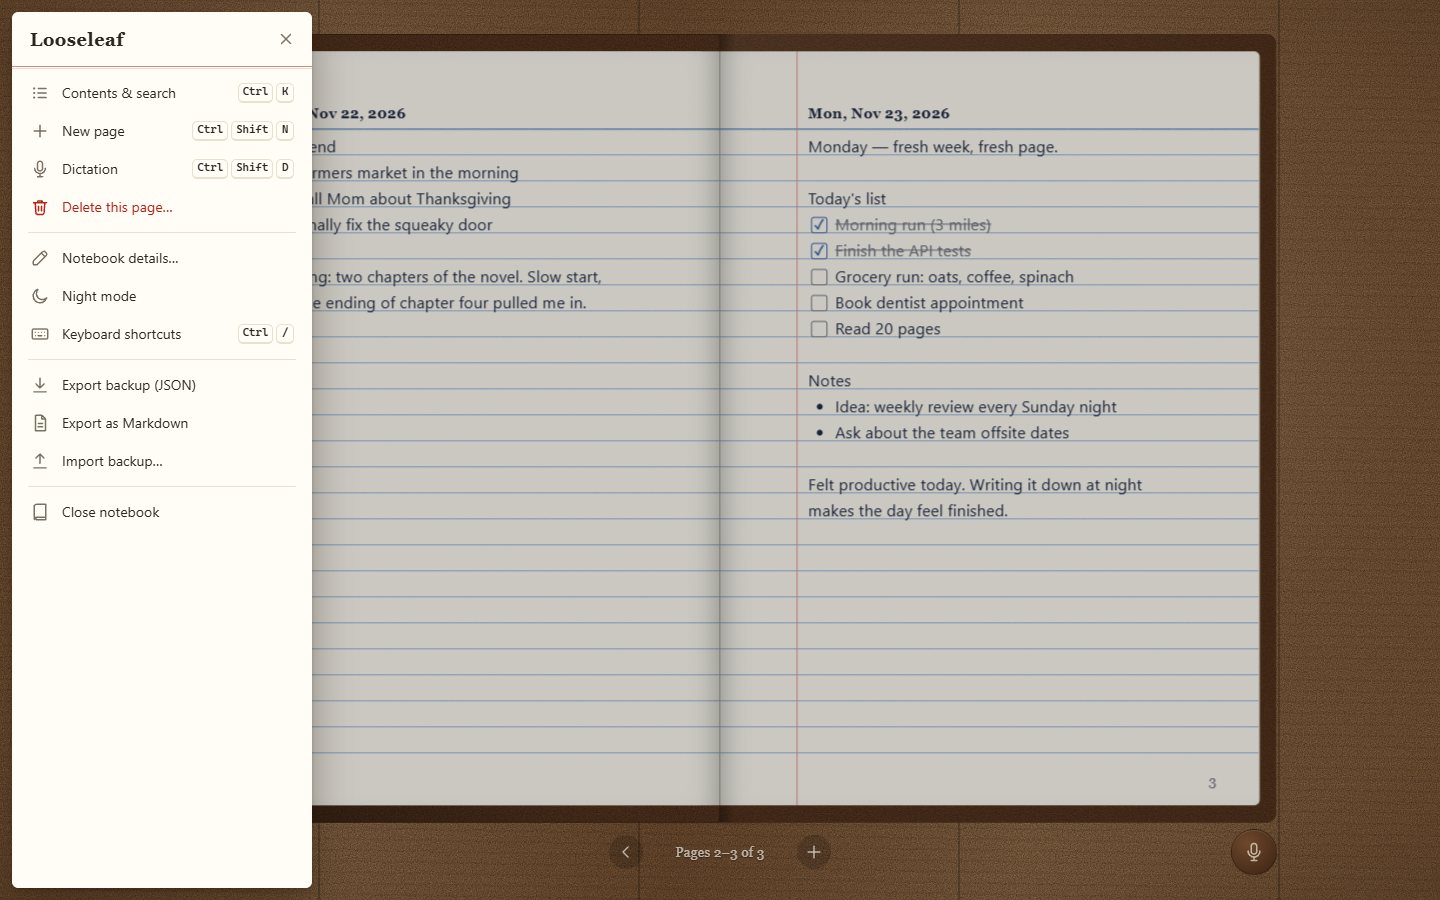 Looseleaf
Contents & search Ctrl K
New page Ctrl Shift N
Dictation Ctrl Shift D
Delete this page...
Notebook details...
Night mode
Keyboard shortcuts Ctrl /
Export backup (JSON)
Export as Markdown
Import backup...
Close notebook
Nov 22, 2026
market in the morning
Mom about Thanksgiving
fix the squeaky door
two chapters of the novel. Slow start,
ending of chapter four pulled me in.
Mon, Nov 23, 2026
Monday — fresh week, fresh page.
Today's list
Morning run (3 miles)
Finish the API tests
Grocery run: oats, coffee, spinach
Book dentist appointment
Read 20 pages
Notes
• Idea: weekly review every Sunday night
• Ask about the team offsite dates
Felt productive today. Writing it down at night
makes the day feel finished.
3
Pages 2–3 of 3